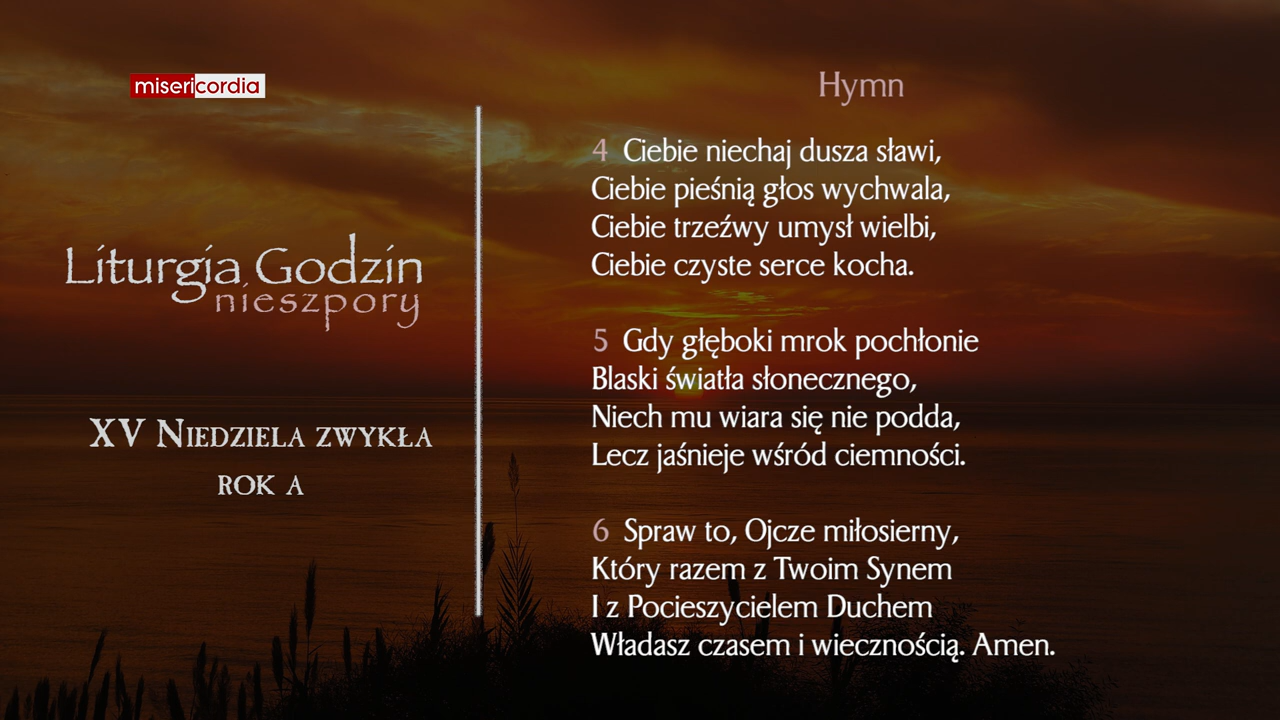 misericordia
Liturgia Godzin
nieszpory
XV Niedziela zwykła
rok A
Hymn
4 Ciebie niechaj dusza sławi,
Ciebie pieśnią głos wychwala,
Ciebie trzeźwy umysł wielbi,
Ciebie czyste serce kocha.
5 Gdy głęboki mrok pochłonie
Blaski światła słonecznego,
Niech mu wiara się nie podda,
Lecz jaśnieje wśród ciemności.
6 Spraw to, Ojcze miłosierny,
Który razem z Twoim Synem
I z Pocieszycielem Duchem
Władasz czasem i wiecznością. Amen.